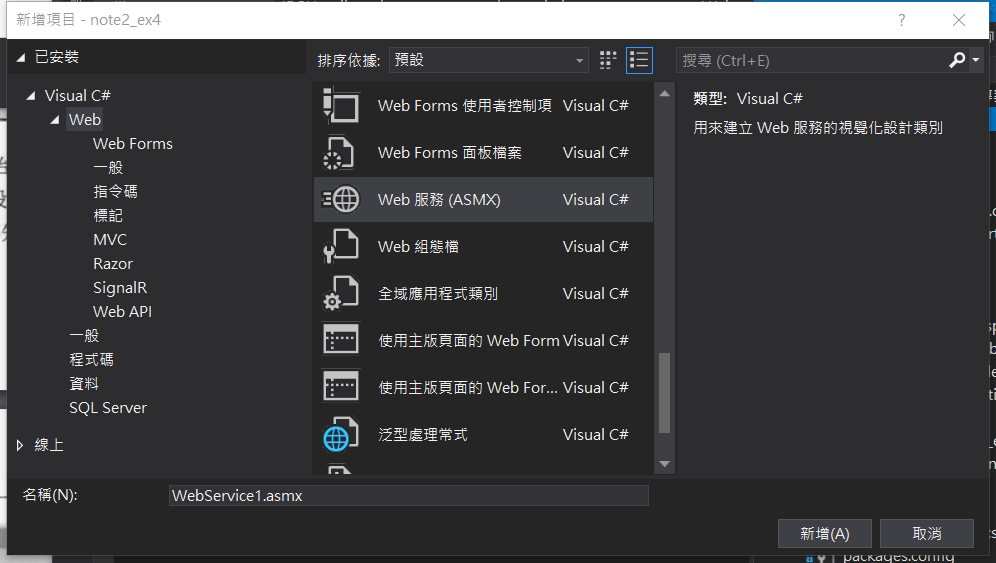 新增項目 - note2_ex4
?
已安裝
排序依據: 預設
搜尋 (Ctrl+E)
Visual C#
Web
Web Forms
一般
指令碼
標記
MVC
Razor
SignalR
Web API
一般
程式碼
資料
SQL Server
線上
Web Forms 使用者控制項 Visual C#
Web Forms 面板檔案 Visual C#
Web 服務 (ASMX) Visual C#
Web 組態檔 Visual C#
全域應用程式類別 Visual C#
使用主版頁面的 Web Form Visual C#
使用主版頁面的 Web For... Visual C#
泛型處理常式 Visual C#
類型: Visual C#
用來建立 Web 服務的視覺化設計類別
名稱(N): WebService1.asmx
新增(A) 取消
packages.config